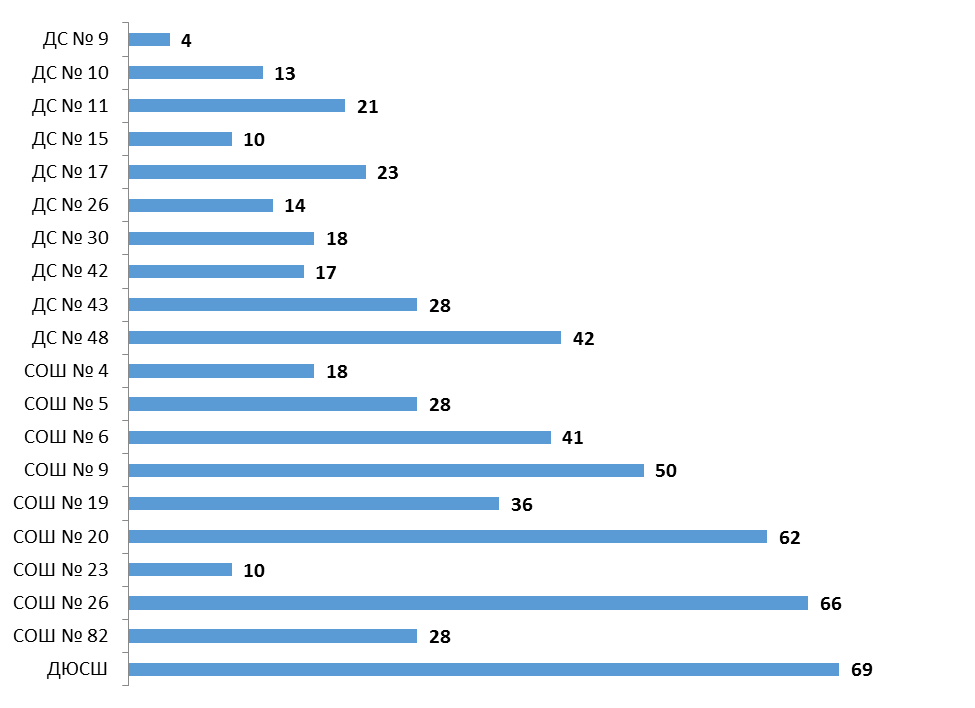 ДС № 9 4
ДС № 10 13
ДС № 11 21
ДС № 15 10
ДС № 17 23
ДС № 26 14
ДС № 30 18
ДС № 42 17
ДС № 43 28
ДС № 48 42
СОШ № 4 18
СОШ № 5 28
СОШ № 6 41
СОШ № 9 50
СОШ № 19 36
СОШ № 20 62
СОШ № 23 10
СОШ № 26 66
СОШ № 82 28
ДЮСШ 69